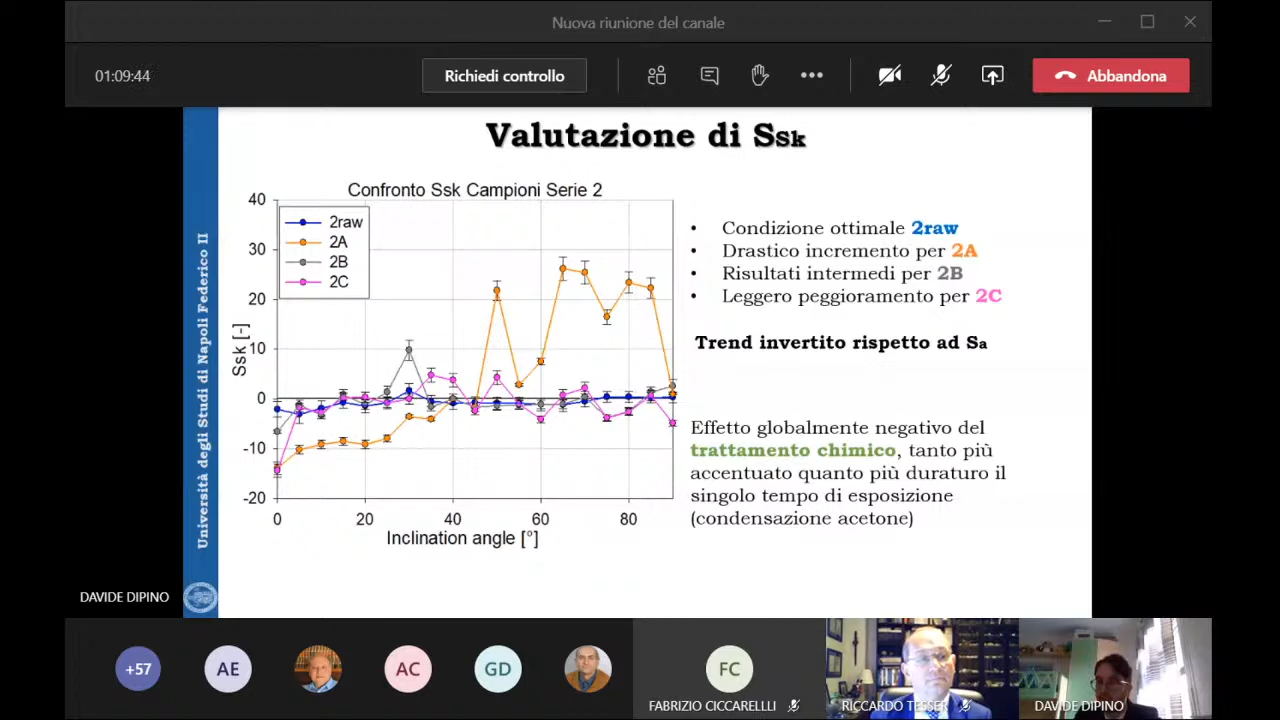 Nuova riunione del canale
01:09:44
Richiedi controllo
Abbandona
Valutazione di Ssk
Confronto Ssk Campioni Serie 2
40
30
20
10
0
-10
-20
2raw
2A
2B
2C
Ssk [-]
0
20
40
60
80
Inclination angle [°]
• Condizione ottimale 2raw
• Drastico incremento per 2A
• Risultati intermedi per 2B
• Leggero peggioramento per 2C
Trend invertito rispetto ad Sa
Effetto globalmente negativo del
trattamento chimico, tanto più
accentuato quanto più duraturo il
singolo tempo di esposizione
(condensazione acetone)
Università degli Studi di Napoli Federico II
DAVIDE DIPINO
+57
AE
AC
GD
FC
FABRIZIO CICCARELLLI
RICCARDO TESSER
DAVIDE DIPINO